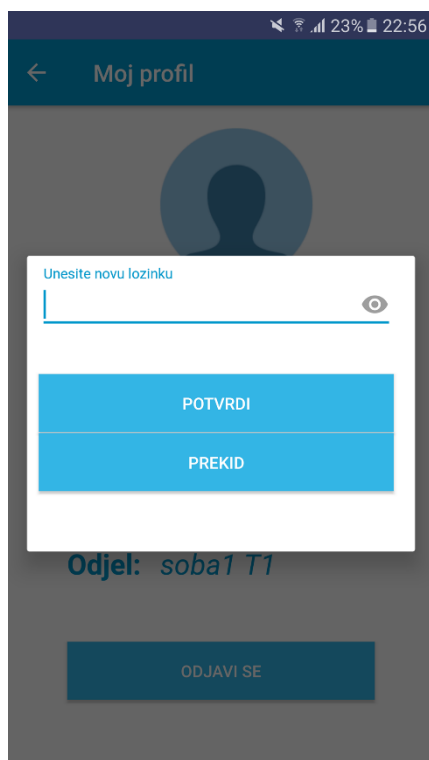 23% 22:56
Moj profil
Unesite novu lozinku
POTVRDI
PREKID
Odjel: soba1 T1
ODJAVI SE